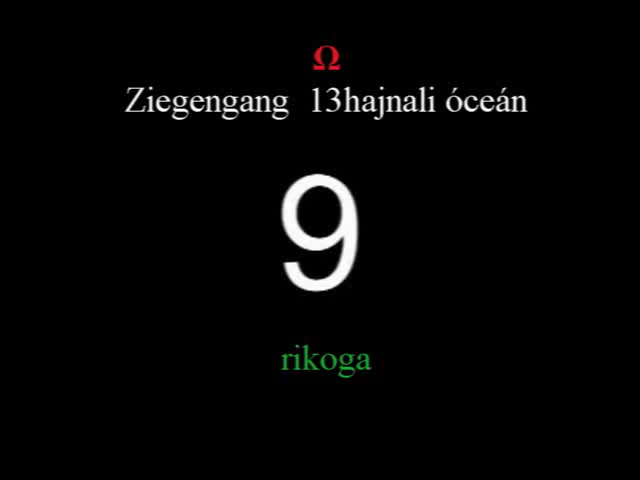 Ω
Ziegengang 13hajnali óceán
9
rikoga